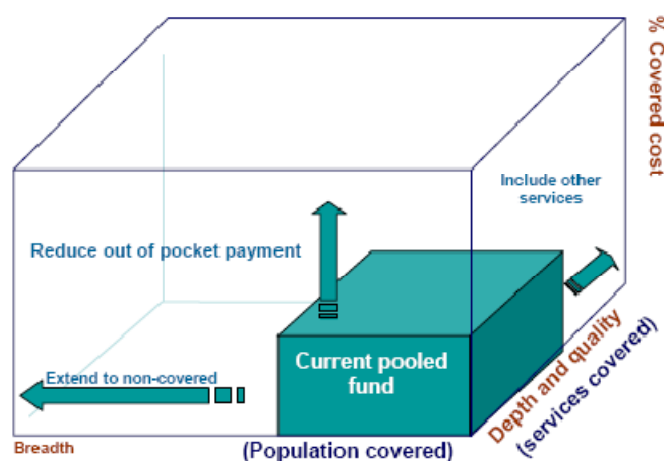 % Covered cost
Include other
services
Reduce out of pocket payment
Current pooled
fund
Extend to non-covered
Depth and quality
(services covered)
Breadth
(Population covered)